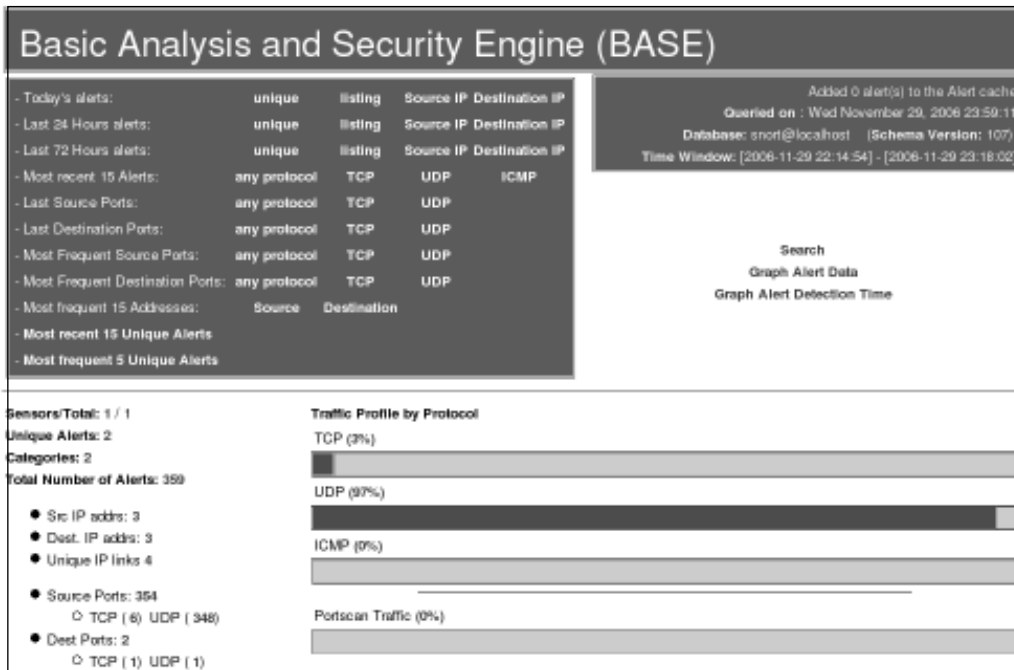 Basic Analysis and Security Engine (BASE)
- Today's alerts: unique listing Source IP Destination IP
- Last 24 Hours alerts: unique listing Source IP Destination IP
- Last 72 Hours alerts: unique listing Source IP Destination IP
- Most recent 15 Alerts: any protocol TCP UDP ICMP
- Last Source Ports: any protocol TCP UDP
- Last Destination Ports: any protocol TCP UDP
- Most Frequent Source Ports: any protocol TCP UDP
- Most Frequent Destination Ports: any protocol TCP UDP
- Most frequent 15 Addresses: Source Destination
- Most recent 15 Unique Alerts
- Most frequent 5 Unique Alerts
Added 0 alert(s) to the Alert cache
Queried on : Wed November 29, 2006 23:59:11
Database: snort@localhost (Schema Version: 107)
Time Window: [2006-11-29 22:14:54] - [2006-11-29 23:18:02]
Search
Graph Alert Data
Graph Alert Detection Time
Sensors/Total: 1 / 1
Unique Alerts: 2
Categories: 2
Total Number of Alerts: 359
Src IP addrs: 3
Dest. IP addrs: 3
Unique IP links 4
Source Ports: 354
TCP ( 6) UDP ( 348)
Dest Ports: 2
TCP ( 1) UDP ( 1)
Traffic Profile by Protocol
TCP (3%)
UDP (97%)
ICMP (0%)
Portscan Traffic (0%)